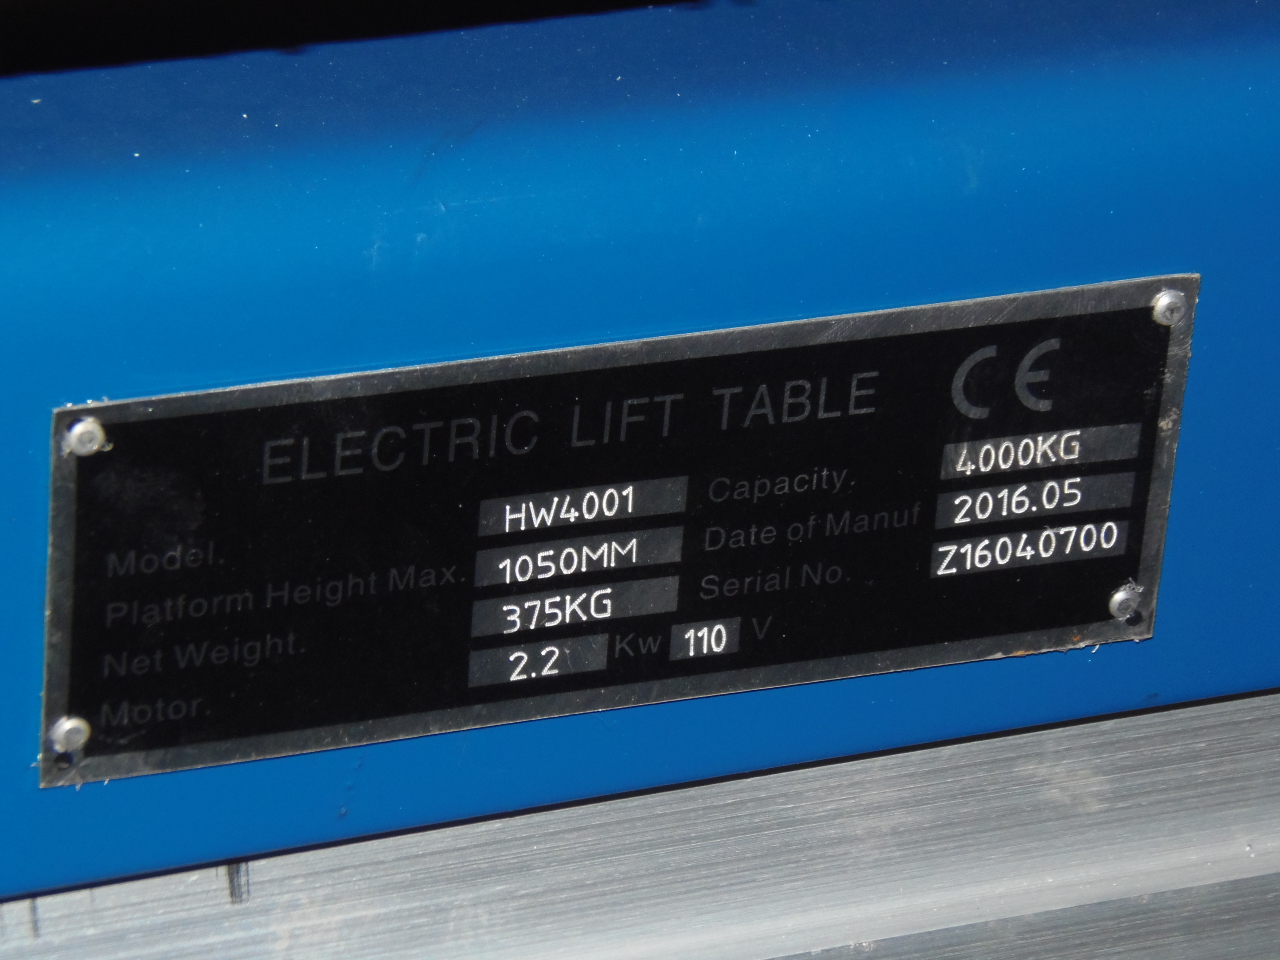 ELECTRIC LIFT TABLE CE
Model. HW4001 Capacity. 4000KG
Platform Height Max. 1050MM Date of Manuf 2016.05
Net Weight. 375KG Serial No. Z16040700
Motor. 2.2 Kw 110 V